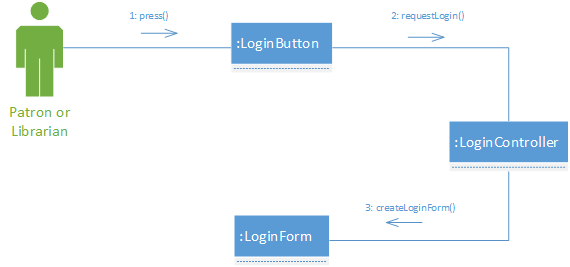 1: press()
2: requestLogin()
:LoginButton
Patron or
Librarian
:LoginController
3: createLoginForm()
:LoginForm